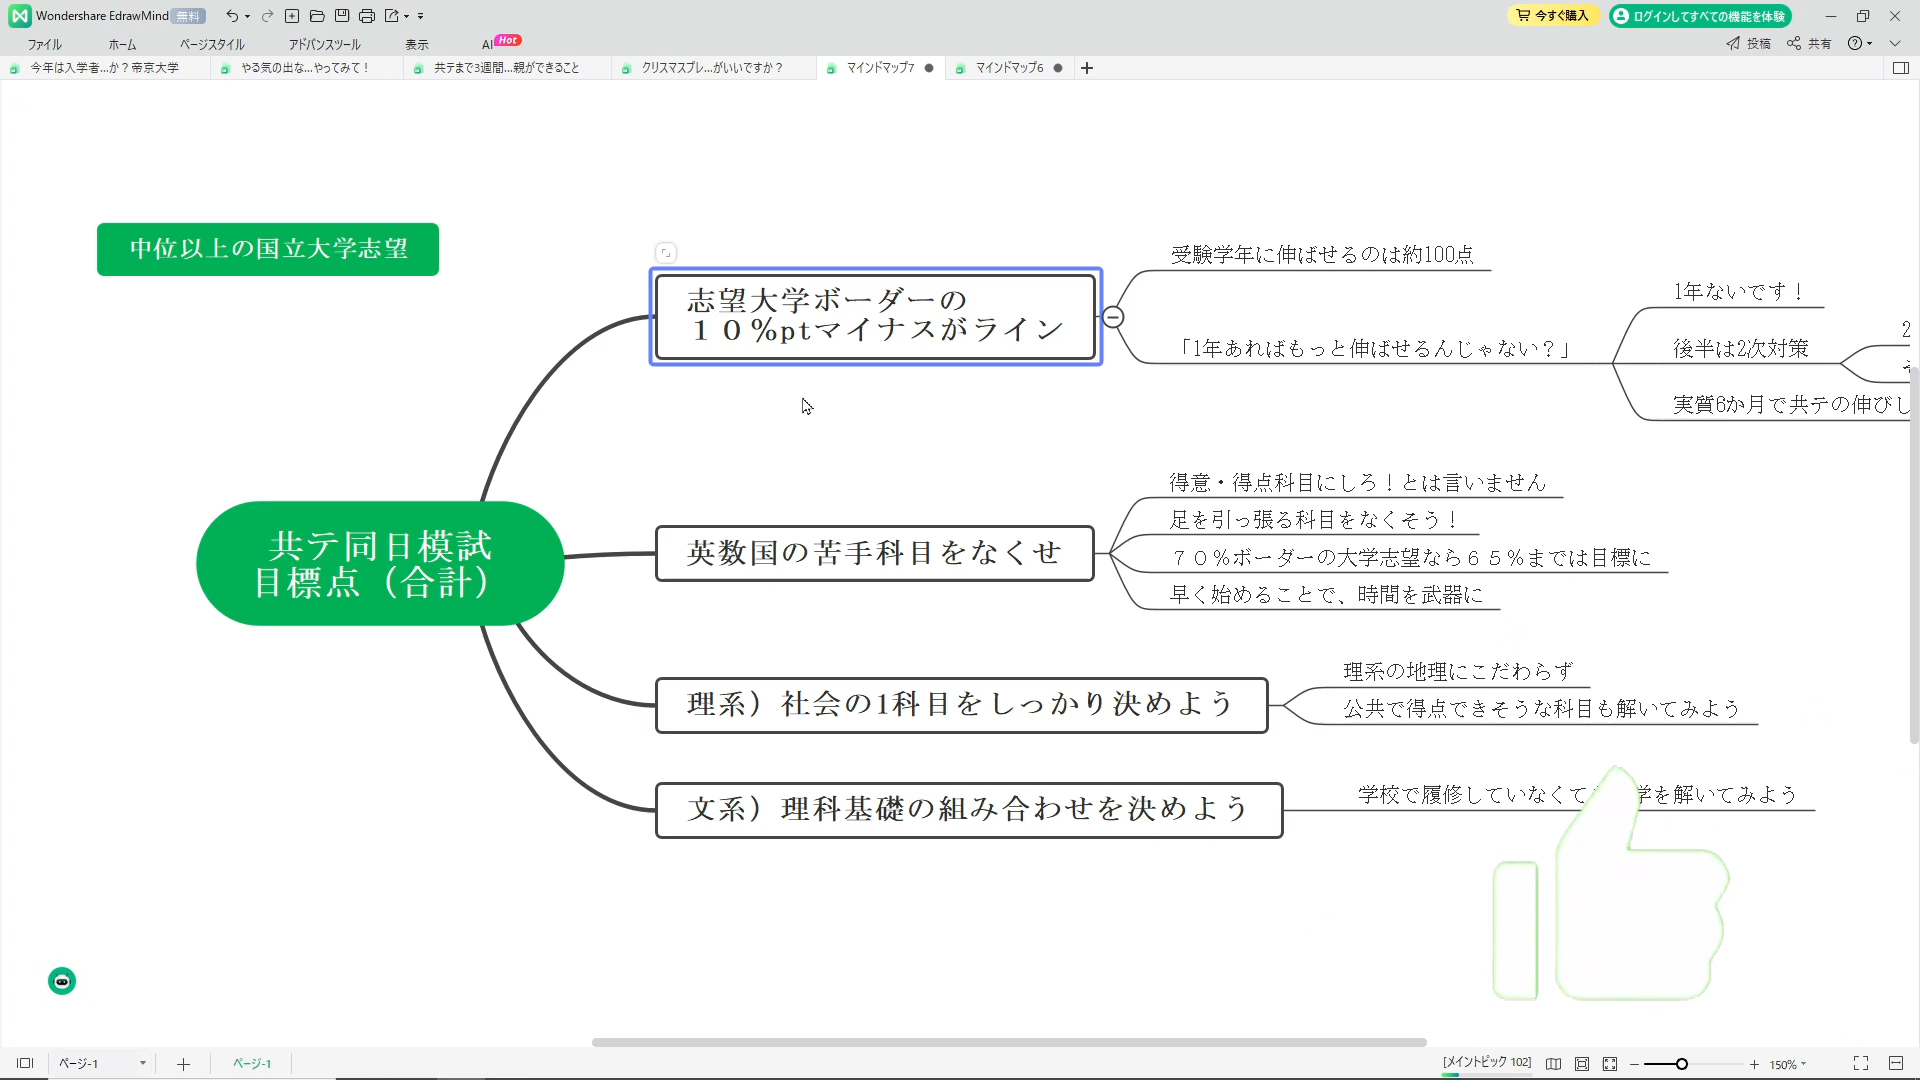 Wondershare EdrawMind 無料
今すぐ購入
ログインしてすべての機能を体験
ファイル ホーム ページスタイル アドバンスツール 表示 AI Hot
投稿 共有
今年は入学者...か？帝京大学
やる気の出な...やってみて！
共テまで3週間...親ができること
クリスマスプレ...がいいですか？
マインドマップ7
マインドマップ6
中位以上の国立大学志望
共テ同日模試
目標点（合計）
志望大学ボーダーの
１０％ptマイナスがライン
受験学年に伸ばせるのは約100点
「1年あればもっと伸ばせるんじゃない？」
1年ないです！
後半は2次対策
2
実質6か月で共テの伸びし
英数国の苦手科目をなくせ
得意・得点科目にしろ！とは言いません
足を引っ張る科目をなくそう！
７０％ボーダーの大学志望なら６５％までは目標に
早く始めることで、時間を武器に
理系）社会の1科目をしっかり決めよう
理系の地理にこだわらず
公共で得点できそうな科目も解いてみよう
文系）理科基礎の組み合わせを決めよう
学校で履修していなくて 学を解いてみよう
ページ-1
ページ-1
[メイントピック 102]
150%